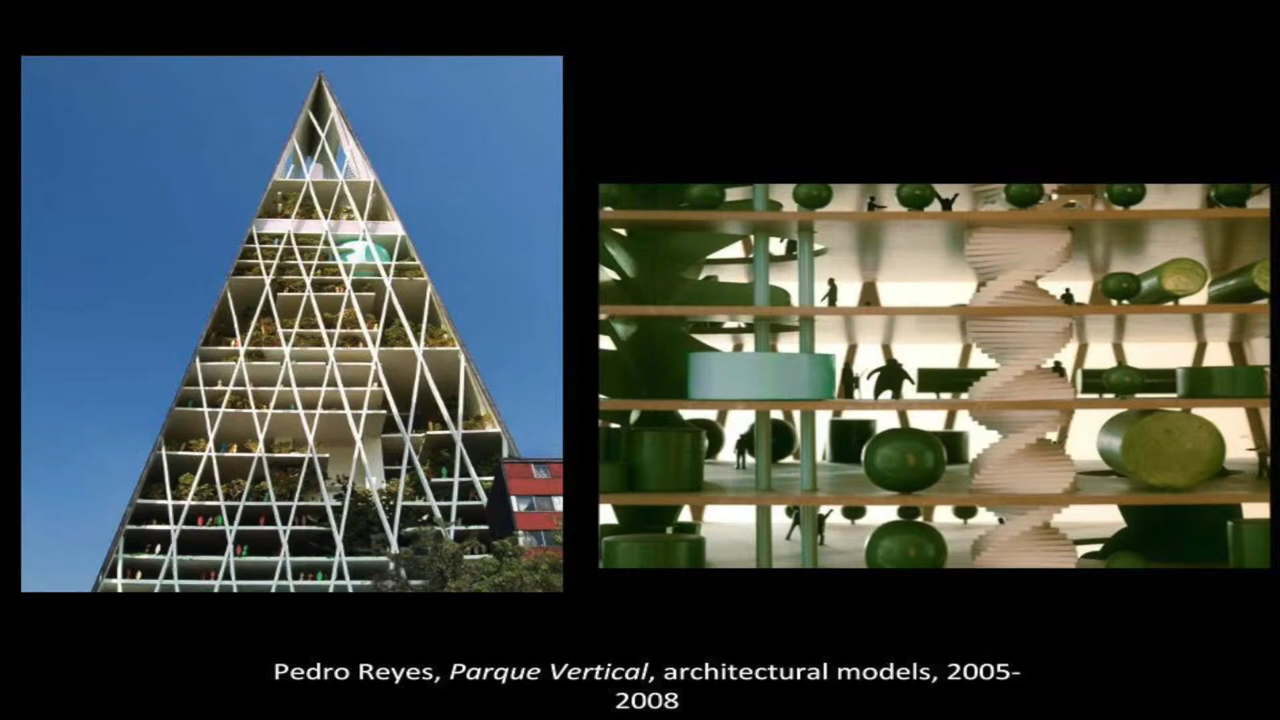 Pedro Reyes, Parque Vertical, architectural models, 2005-
2008